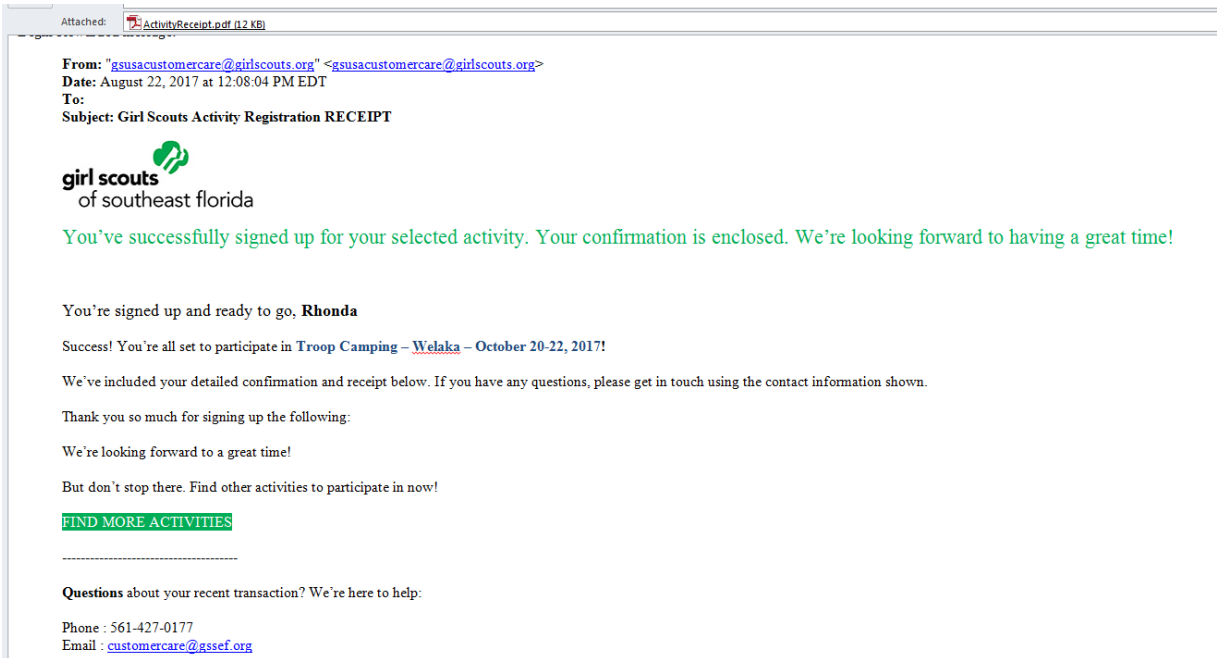 Attached: ActivityReceipt.pdf (12 KB)
From: "gsusacustomercare@girlscouts.org" <gsusacustomercare@girlscouts.org>
Date: August 22, 2017 at 12:08:04 PM EDT
To:
Subject: Girl Scouts Activity Registration RECEIPT
girl scouts
of southeast florida
You’ve successfully signed up for your selected activity. Your confirmation is enclosed. We’re looking forward to having a great time!
You’re signed up and ready to go, Rhonda
Success! You’re all set to participate in Troop Camping – Welaka – October 20-22, 2017!
We’ve included your detailed confirmation and receipt below. If you have any questions, please get in touch using the contact information shown.
Thank you so much for signing up the following:
We’re looking forward to a great time!
But don’t stop there. Find other activities to participate in now!
FIND MORE ACTIVITIES
--------------------------------------
Questions about your recent transaction? We’re here to help:
Phone : 561-427-0177
Email : customercare@gssef.org